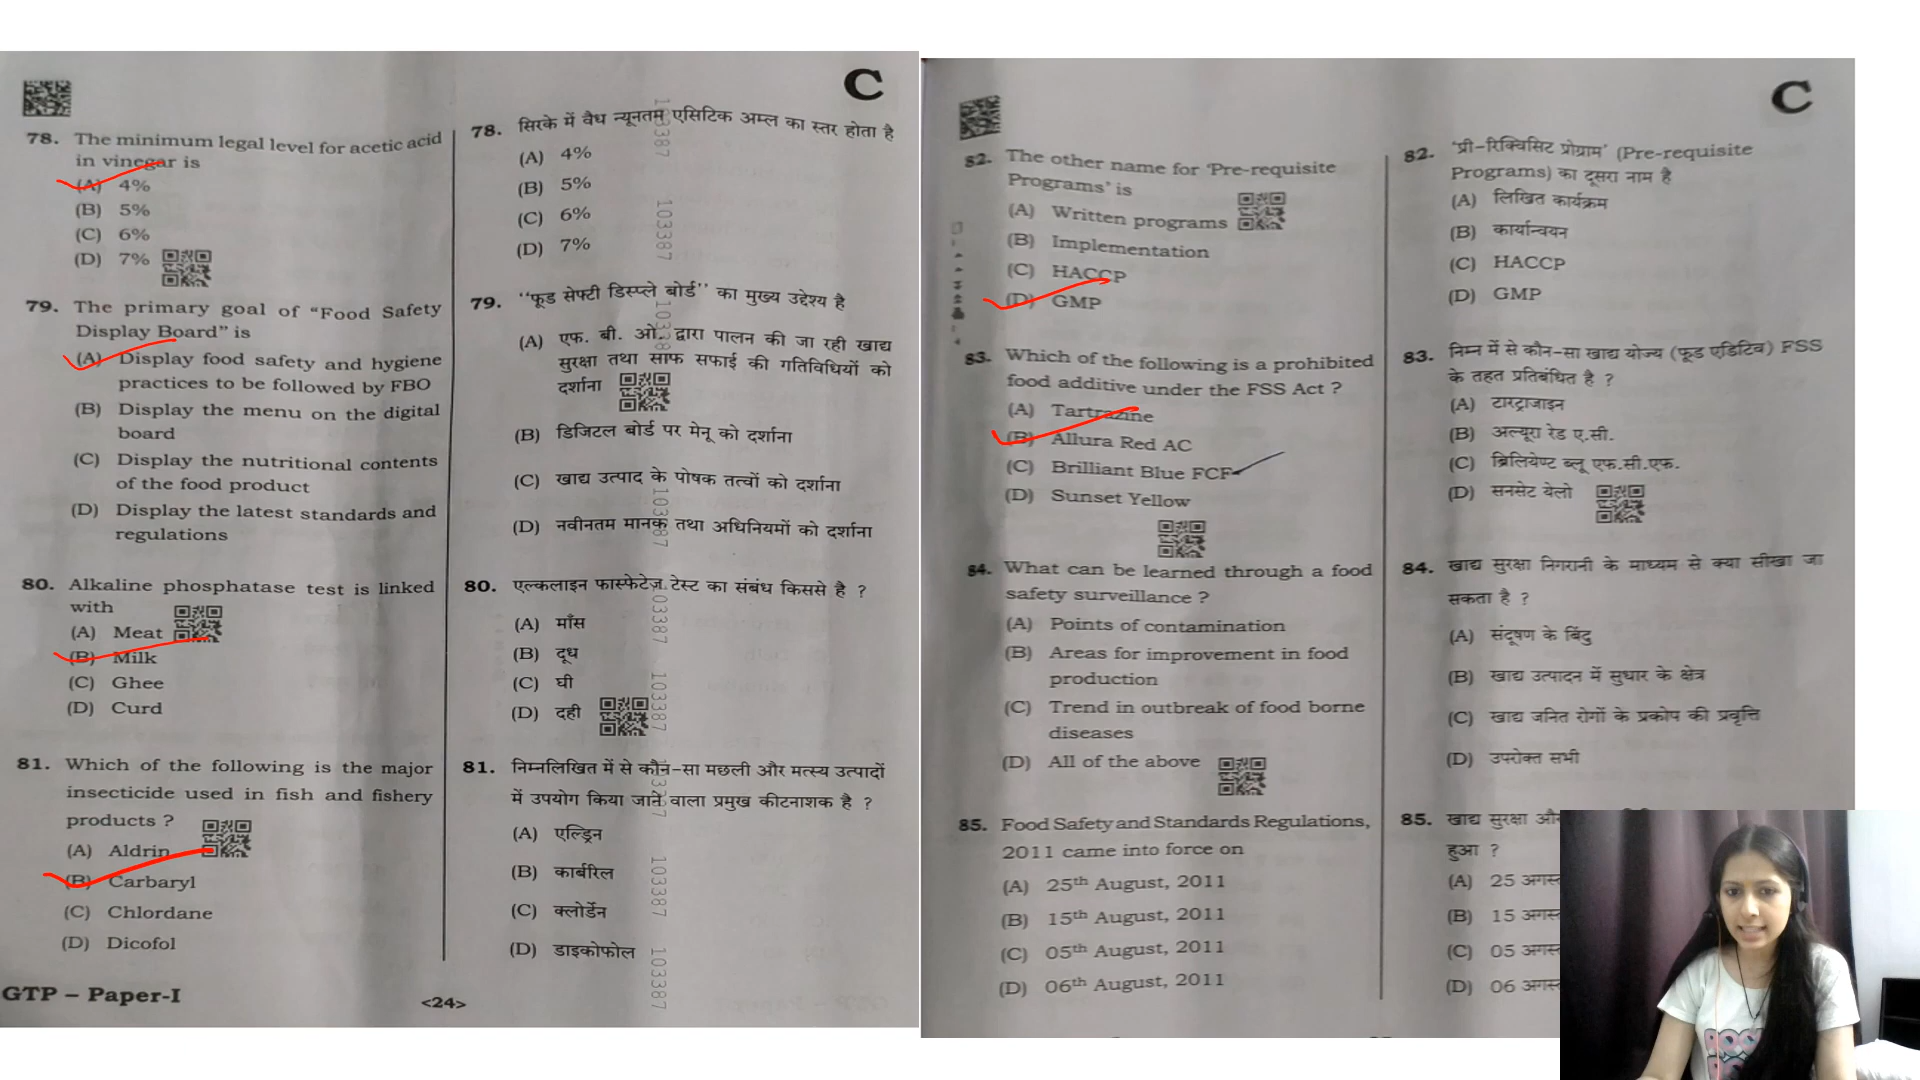 C
78. The minimum legal level for acetic acid
in vinegar is
(A) 4%
(B) 5%
(C) 6%
(D) 7%
79. The primary goal of “Food Safety
Display Board” is
(A) Display food safety and hygiene
practices to be followed by FBO
(B) Display the menu on the digital
board
(C) Display the nutritional contents
of the food product
(D) Display the latest standards and
regulations
80. Alkaline phosphatase test is linked
with
(A) Meat
(B) Milk
(C) Ghee
(D) Curd
81. Which of the following is the major
insecticide used in fish and fishery
products ?
(A) Aldrin
(B) Carbaryl
(C) Chlordane
(D) Dicofol
78. सिरके में वैध न्यूनतम एसिटिक अम्ल का स्तर होता है
(A) 4%
(B) 5%
(C) 6%
(D) 7%
79. ‘‘फूड सेफ्टी डिस्प्ले बोर्ड’’ का मुख्य उद्देश्य है
(A) एफ. बी. ओ. द्वारा पालन की जा रही खाद्य
सुरक्षा तथा साफ सफाई की गतिविधियों को
दर्शाना
(B) डिजिटल बोर्ड पर मेनू को दर्शाना
(C) खाद्य उत्पाद के पोषक तत्वों को दर्शाना
(D) नवीनतम मानक तथा अधिनियमों को दर्शाना
80. एल्कलाइन फास्फेटेज़ टेस्ट का संबंध किससे है ?
(A) माँस
(B) दूध
(C) घी
(D) दही
81. निम्नलिखित में से कौन-सा मछली और मत्स्य उत्पादों
में उपयोग किया जाने वाला प्रमुख कीटनाशक है ?
(A) एल्ड्रिन
(B) कार्बरिल
(C) क्लोर्डेन
(D) डाइकोफोल
103387
103387
103387
103387
103387
103387
103387
103387
103387
GTP – Paper-I
<24>
C
82. The other name for ‘Pre-requisite
Programs’ is
(A) Written programs
(B) Implementation
(C) HACCP
(D) GMP
83. Which of the following is a prohibited
food additive under the FSS Act ?
(A) Tartrazine
(B) Allura Red AC
(C) Brilliant Blue FCF
(D) Sunset Yellow
84. What can be learned through a food
safety surveillance ?
(A) Points of contamination
(B) Areas for improvement in food
production
(C) Trend in outbreak of food borne
diseases
(D) All of the above
85. Food Safety and Standards Regulations,
2011 came into force on
(A) 25th August, 2011
(B) 15th August, 2011
(C) 05th August, 2011
(D) 06th August, 2011
82. ‘प्री-रिक्विसिट प्रोग्राम’ (Pre-requisite
Programs) का दूसरा नाम है
(A) लिखित कार्यक्रम
(B) कार्यान्वयन
(C) HACCP
(D) GMP
83. निम्न में से कौन-सा खाद्य योज्य (फूड एडिटिव) FSS
के तहत प्रतिबंधित है ?
(A) टारट्राजाइन
(B) अल्यूरा रेड ए.सी.
(C) ब्रिलियेण्ट ब्लू एफ.सी.एफ.
(D) सनसेट येलो
84. खाद्य सुरक्षा निगरानी के माध्यम से क्या सीखा जा
सकता है ?
(A) संदूषण के बिंदु
(B) खाद्य उत्पादन में सुधार के क्षेत्र
(C) खाद्य जनित रोगों के प्रकोप की प्रवृत्ति
(D) उपरोक्त सभी
85. खाद्य सुरक्षा
हुआ ?
(A) 25
(B) 15
(C) 05
(D) 06